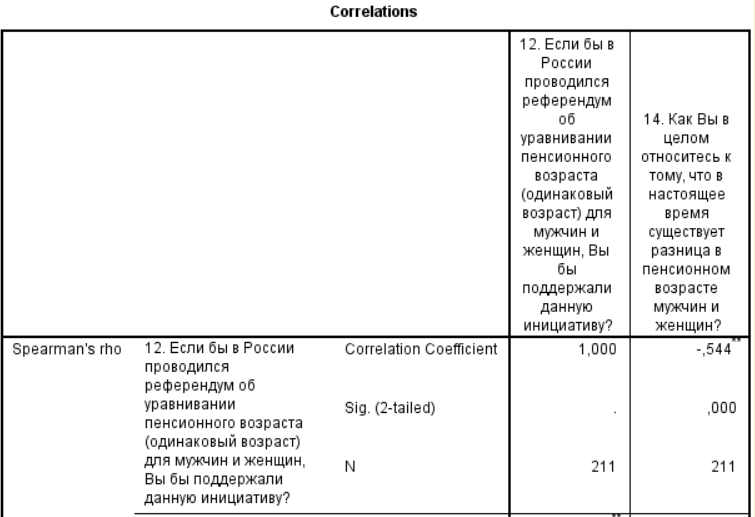 Correlations
12. Если бы в
России
проводился
референдум
об
уравнивании
пенсионного
возраста
(одинаковый
возраст) для
мужчин и
женщин, Вы
бы
поддержали
данную
инициативу?
14. Как Вы в
целом
относитесь к
тому, что в
настоящее
время
существует
разница в
пенсионном
возрасте
мужчин и
женщин?
Spearman's rho
12. Если бы в России
проводился
референдум об
уравнивании
пенсионного возраста
(одинаковый возраст)
для мужчин и женщин,
Вы бы поддержали
данную инициативу?
Correlation Coefficient 1,000 -,544**
Sig. (2-tailed) . ,000
N 211 211
**